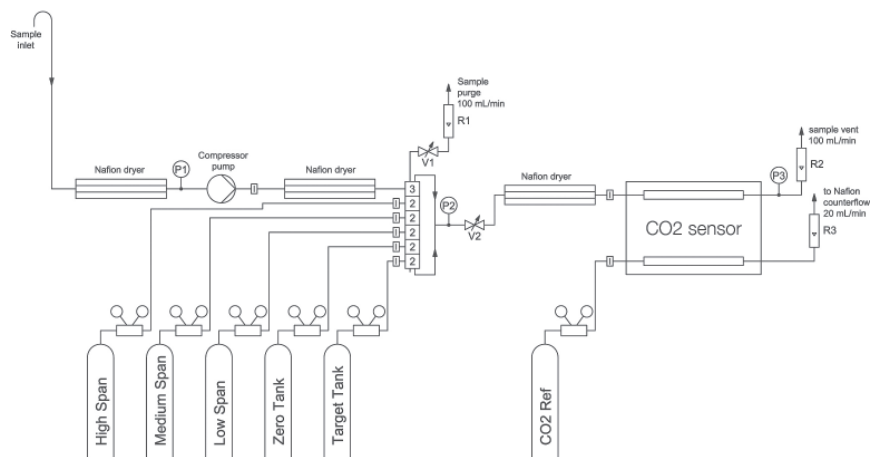 Sample
inlet
Sample
purge
100 mL/min
R1
V1
sample vent
100 mL/min
R2
to Nafion
counterflow
20 mL/min
R3
Nafion dryer
P1
Compressor
pump
Nafion dryer
3
2
2
2
2
2
P2
V2
Nafion dryer
P3
CO2 sensor
High Span
Medium Span
Low Span
Zero Tank
Target Tank
CO2 Ref